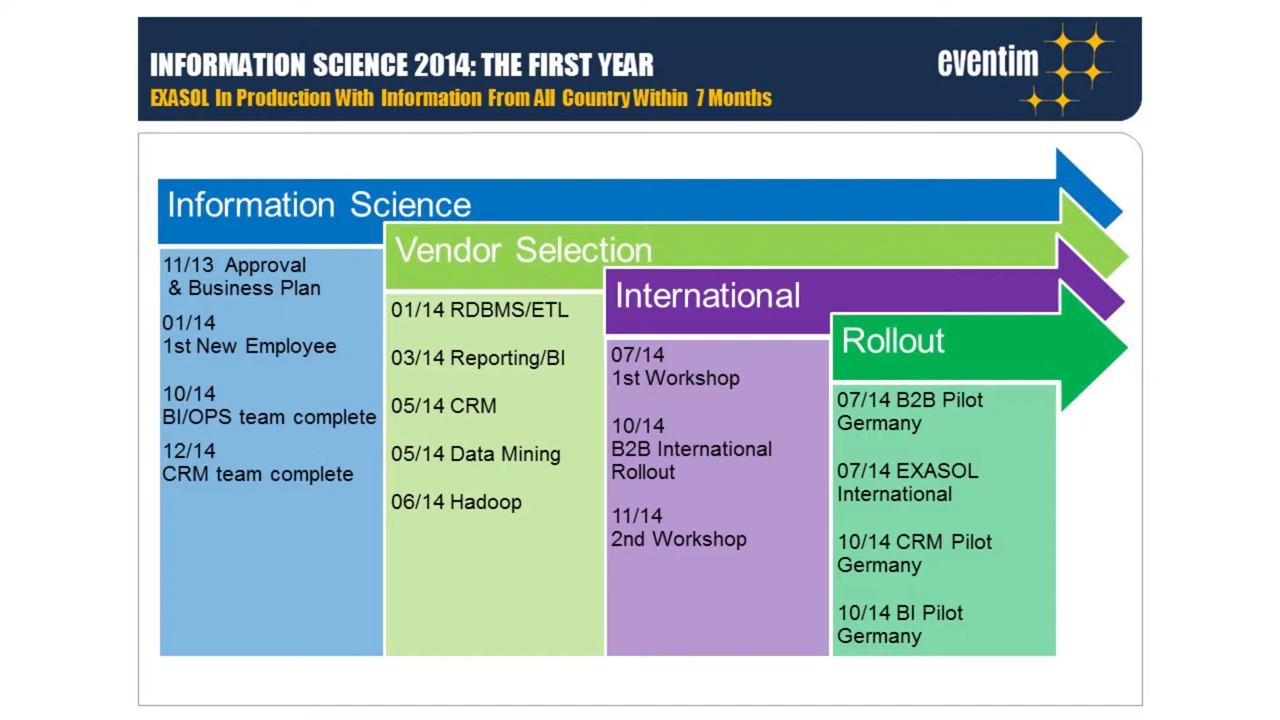 INFORMATION SCIENCE 2014: THE FIRST YEAR
EXASOL In Production With Information From All Country Within 7 Months
eventim
Information Science
11/13 Approval
& Business Plan
01/14
1st New Employee
10/14
BI/OPS team complete
12/14
CRM team complete
Vendor Selection
01/14 RDBMS/ETL
03/14 Reporting/BI
05/14 CRM
05/14 Data Mining
06/14 Hadoop
International
07/14
1st Workshop
10/14
B2B International
Rollout
11/14
2nd Workshop
Rollout
07/14 B2B Pilot
Germany
07/14 EXASOL
International
10/14 CRM Pilot
Germany
10/14 BI Pilot
Germany